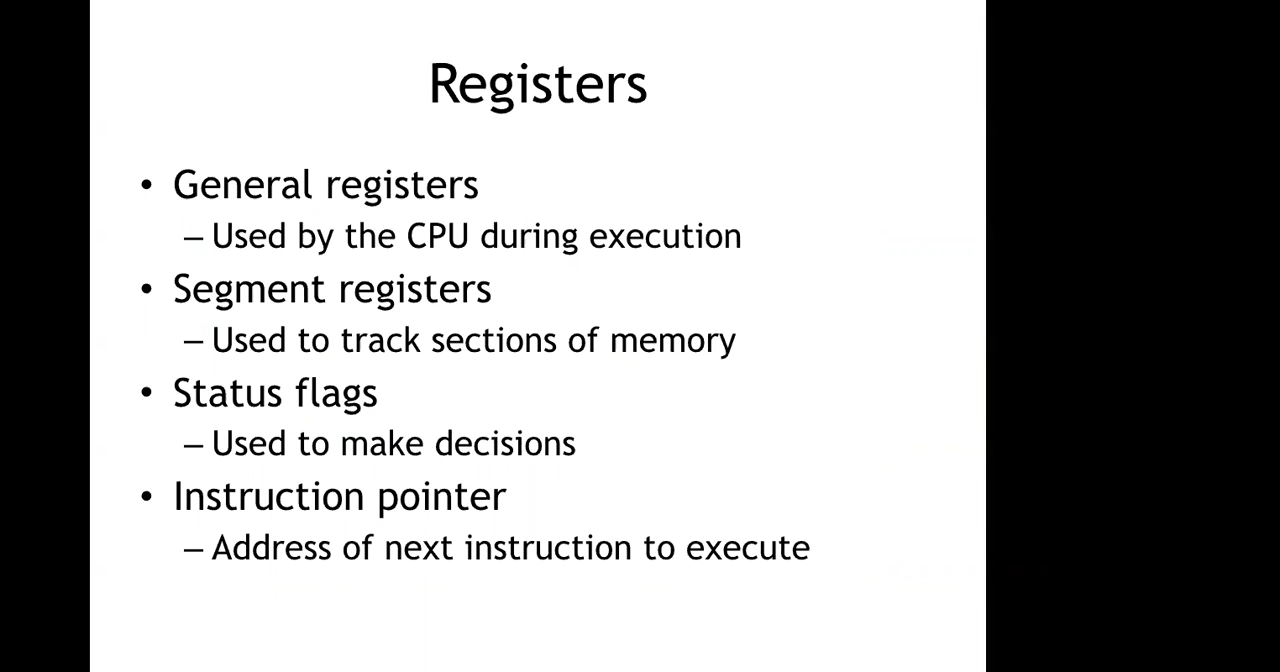 Registers
• General registers
– Used by the CPU during execution
• Segment registers
– Used to track sections of memory
• Status flags
– Used to make decisions
• Instruction pointer
– Address of next instruction to execute